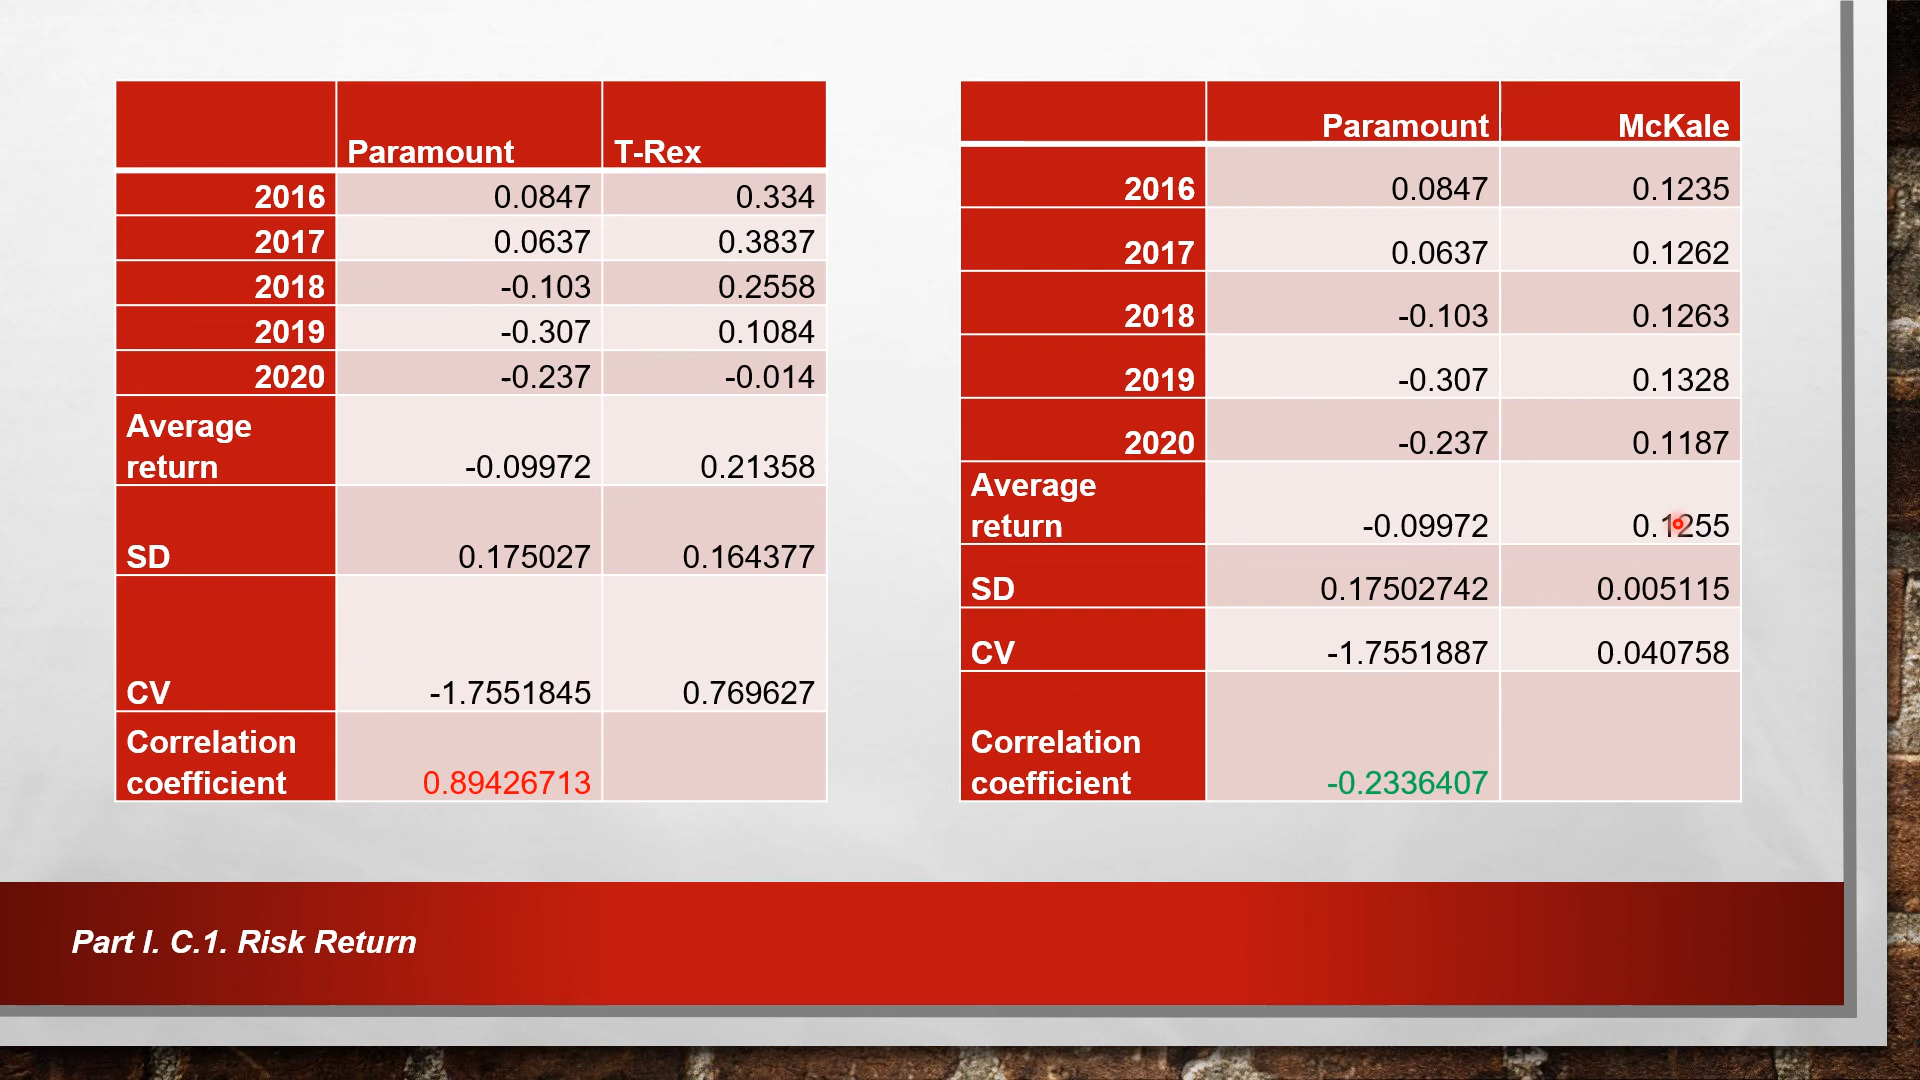 Paramount T-Rex
2016 0.0847 0.334
2017 0.0637 0.3837
2018 -0.103 0.2558
2019 -0.307 0.1084
2020 -0.237 -0.014
Average
return -0.09972 0.21358
SD 0.175027 0.164377
CV -1.7551845 0.769627
Correlation
coefficient 0.89426713
Paramount McKale
2016 0.0847 0.1235
2017 0.0637 0.1262
2018 -0.103 0.1263
2019 -0.307 0.1328
2020 -0.237 0.1187
Average
return -0.09972 0.1255
SD 0.17502742 0.005115
CV -1.7551887 0.040758
Correlation
coefficient -0.2336407
Part I. C.1. Risk Return